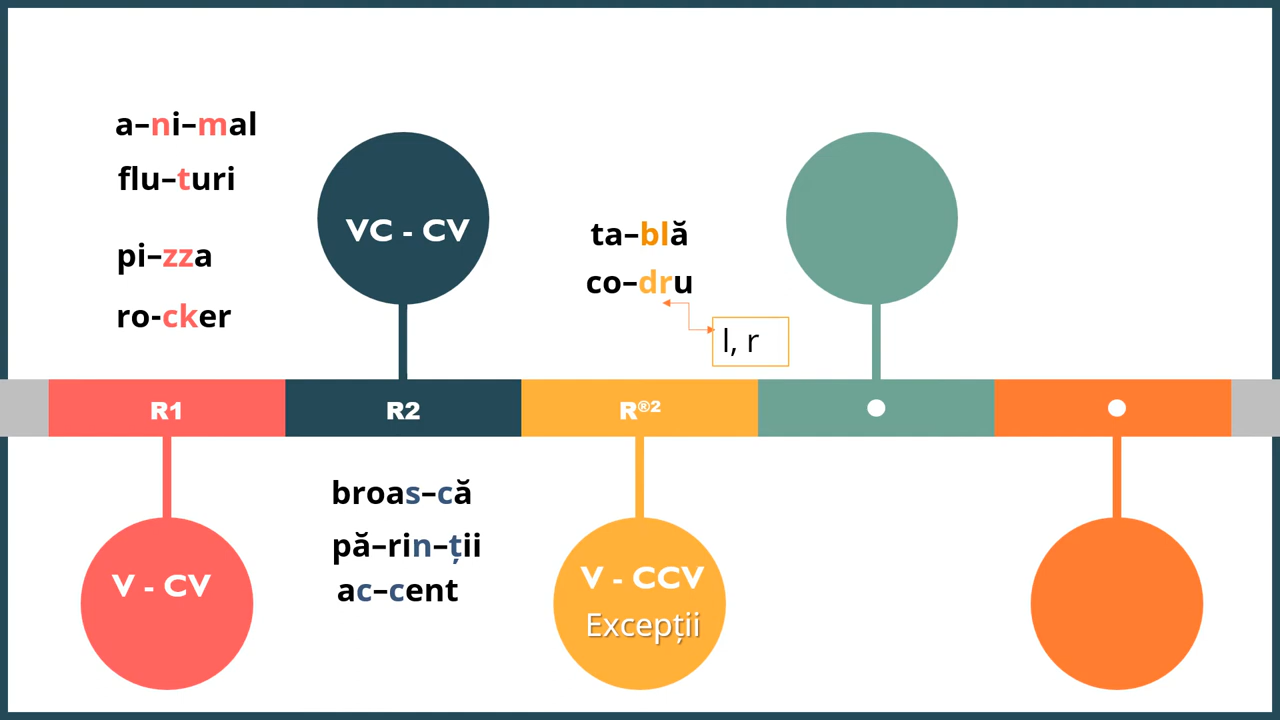 a–ni–mal
flu–turi
pi–zza
ro-cker
VC - CV
ta–blă
co–dru
l, r
R1
R2
R®2
broas–că
pă–rin–ții
ac–cent
V - CV
V - CCV
Excepții